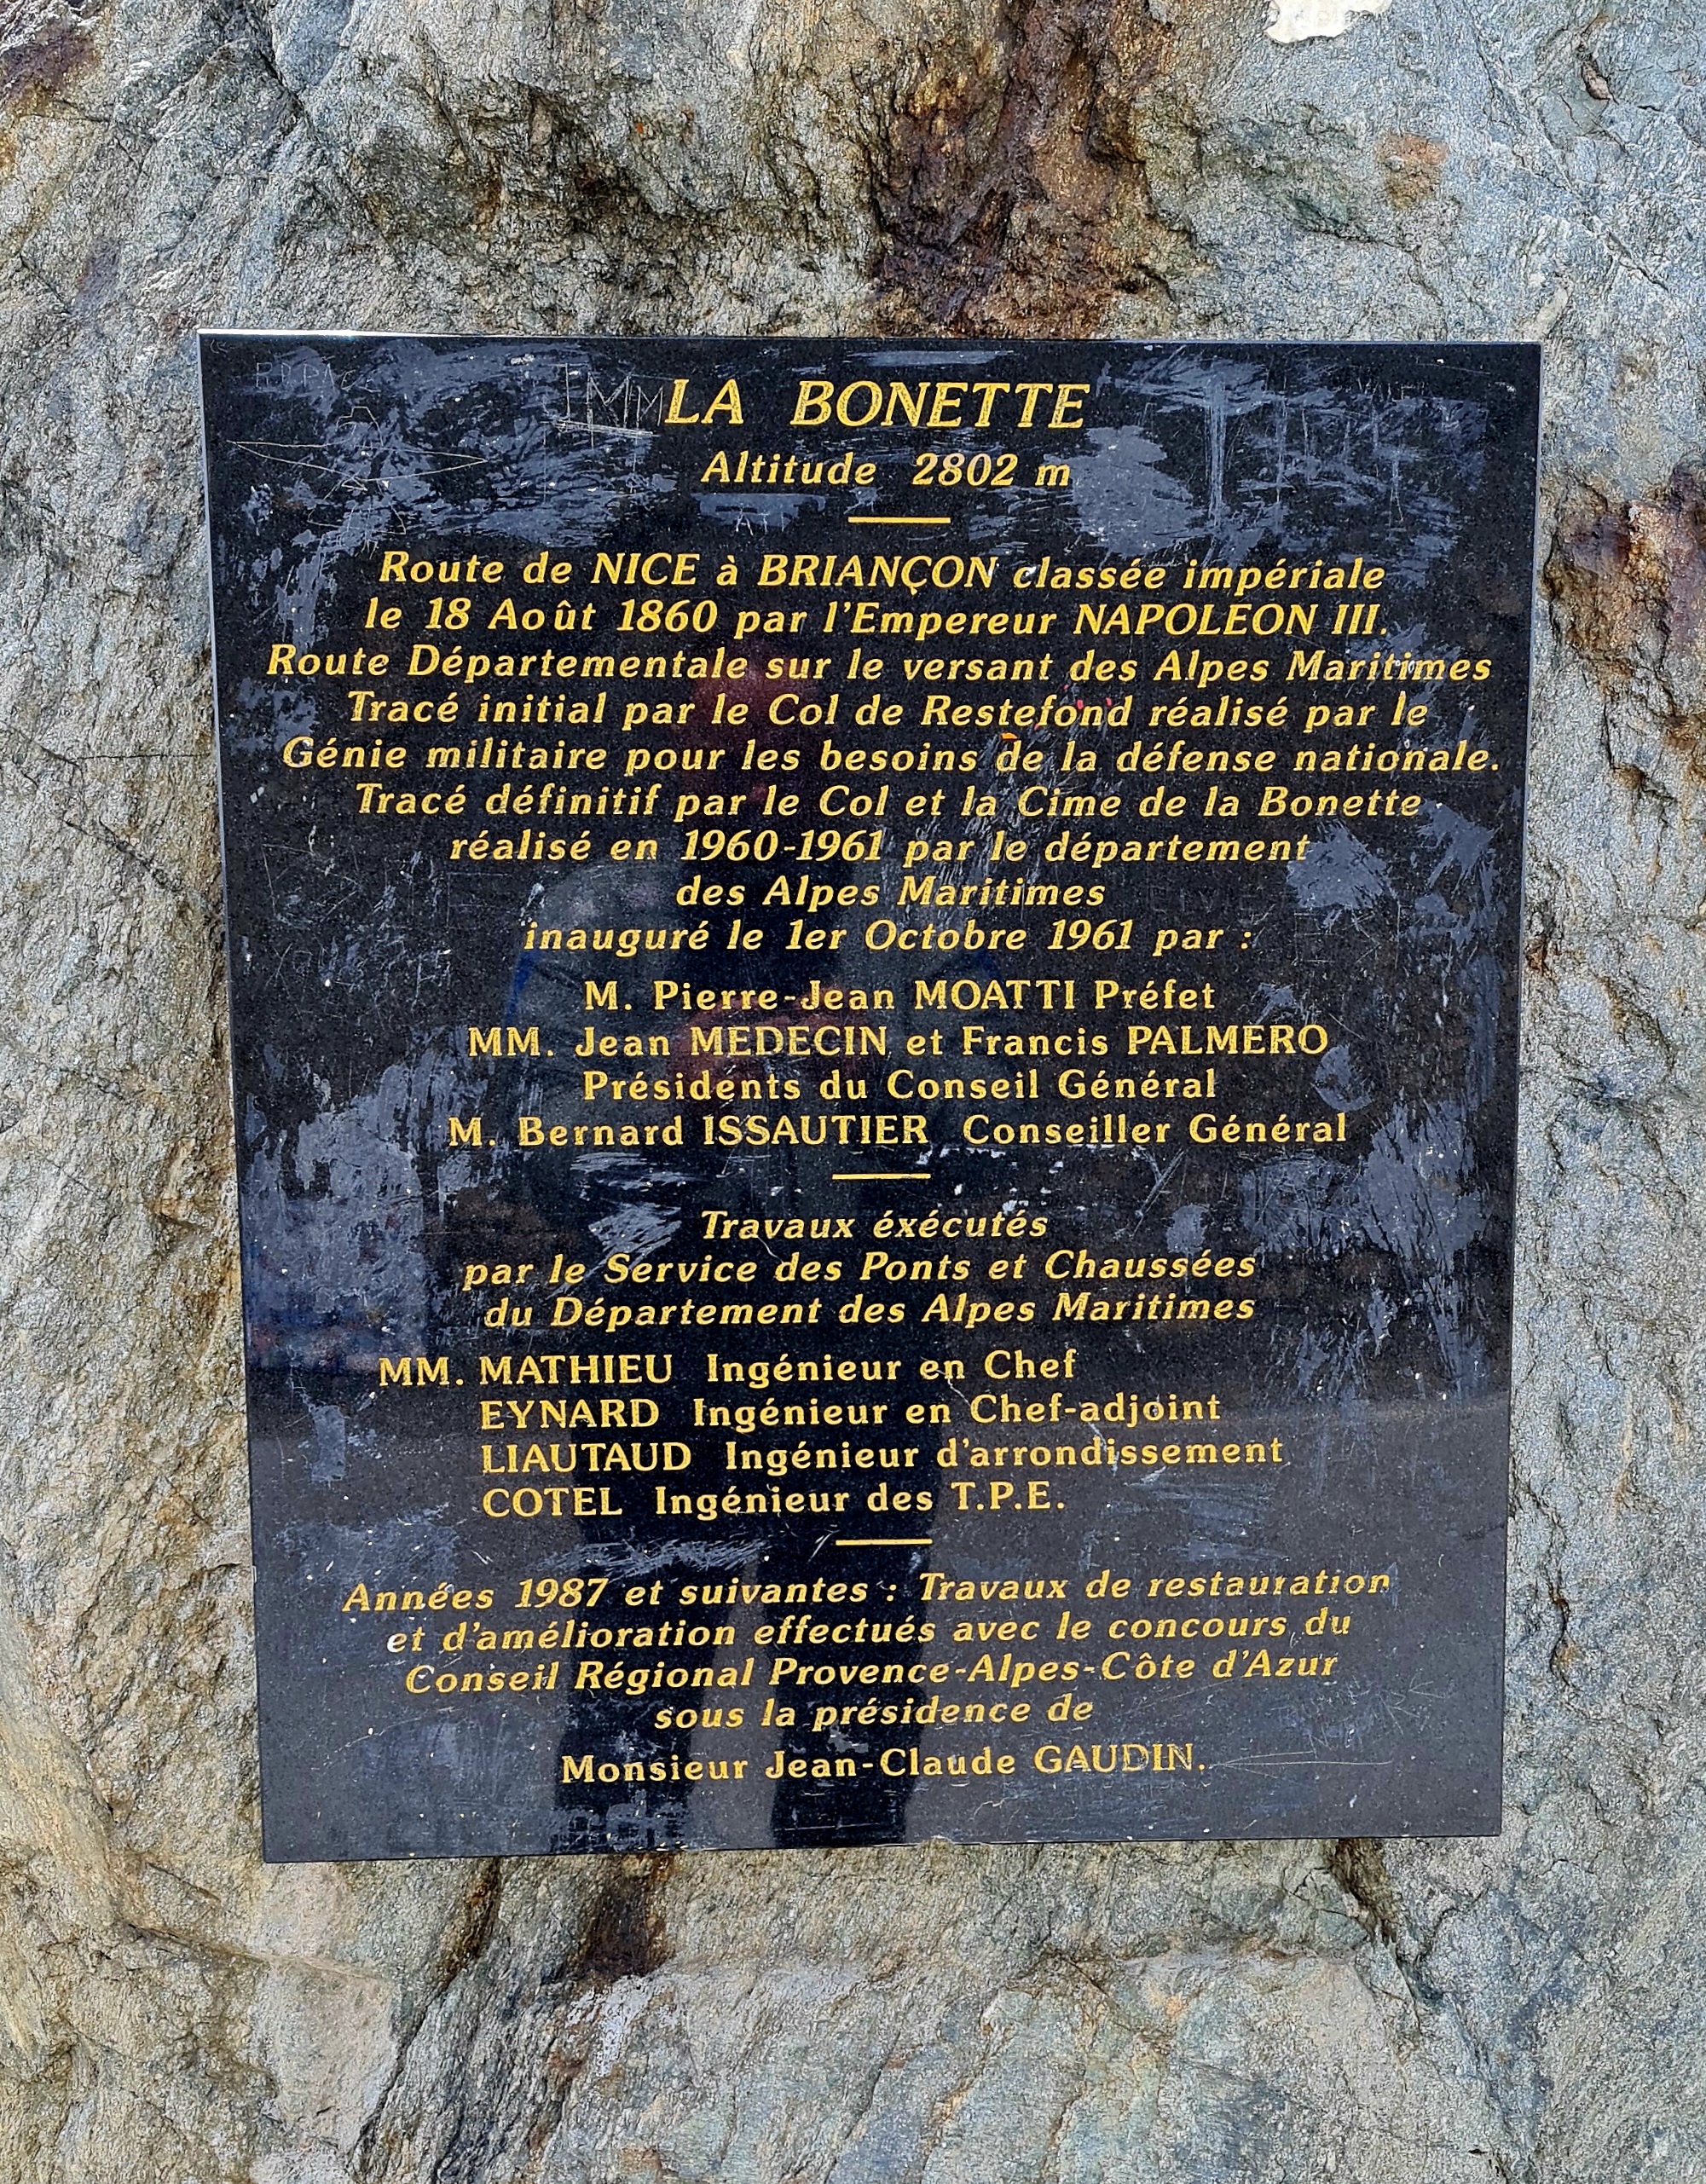 LA BONETTE
Altitude 2802 m
Route de NICE à BRIANÇON classée impériale
le 18 Août 1860 par l'Empereur NAPOLEON III.
Route Départementale sur le versant des Alpes Maritimes
Tracé initial par le Col de Restefond réalisé par le
Génie militaire pour les besoins de la défense nationale.
Tracé définitif par le Col et la Cime de la Bonette
réalisé en 1960-1961 par le département
des Alpes Maritimes
inauguré le 1er Octobre 1961 par :
M. Pierre-Jean MOATTI Préfet
MM. Jean MEDECIN et Francis PALMERO
Présidents du Conseil Général
M. Bernard ISSAUTIER Conseiller Général
Travaux éxécutés
par le Service des Ponts et Chaussées
du Département des Alpes Maritimes
MM. MATHIEU Ingénieur en Chef
EYNARD Ingénieur en Chef-adjoint
LIAUTAUD Ingénieur d'arrondissement
COTEL Ingénieur des T.P.E.
Années 1987 et suivantes : Travaux de restauration
et d'amélioration effectués avec le concours du
Conseil Régional Provence-Alpes-Côte d'Azur
sous la présidence de
Monsieur Jean-Claude GAUDIN.